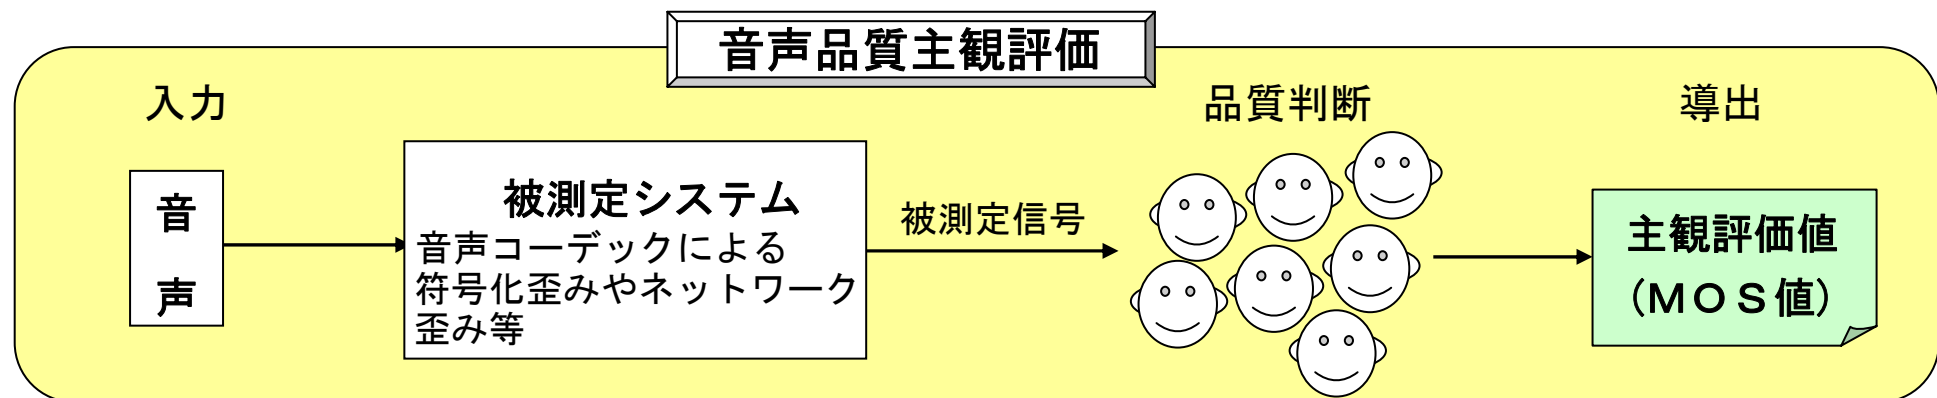 音声品質主観評価
入力
品質判断
導出
音
声
被測定システム
音声コーデックによる
符号化歪みやネットワーク
歪み等
被測定信号
主観評価値
（ＭＯＳ値）